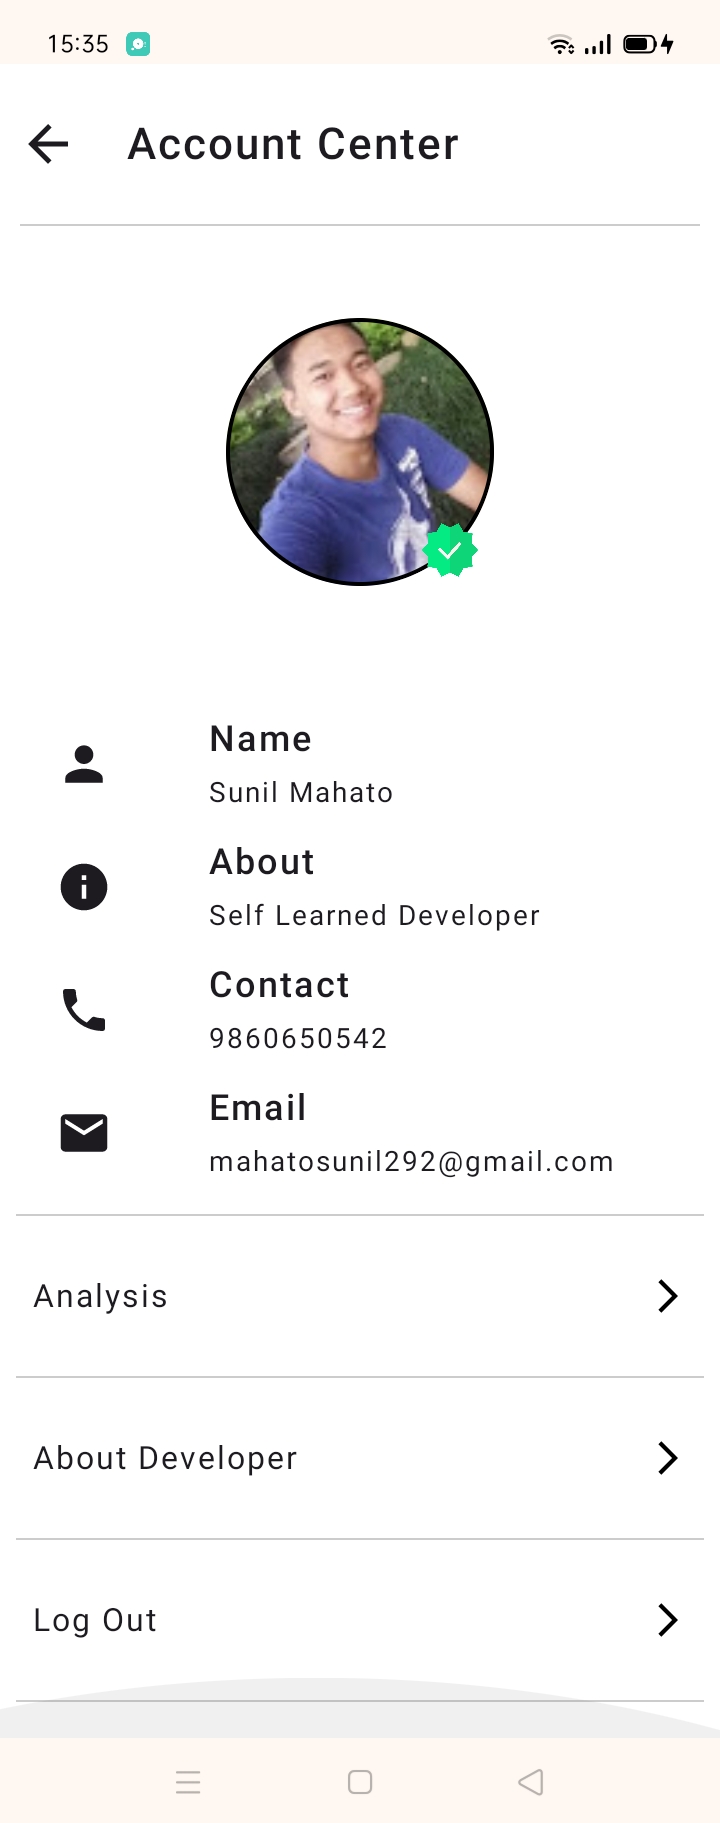 15:35
Account Center
Name
Sunil Mahato
About
Self Learned Developer
Contact
9860650542
Email
mahatosunil292@gmail.com
Analysis
About Developer
Log Out